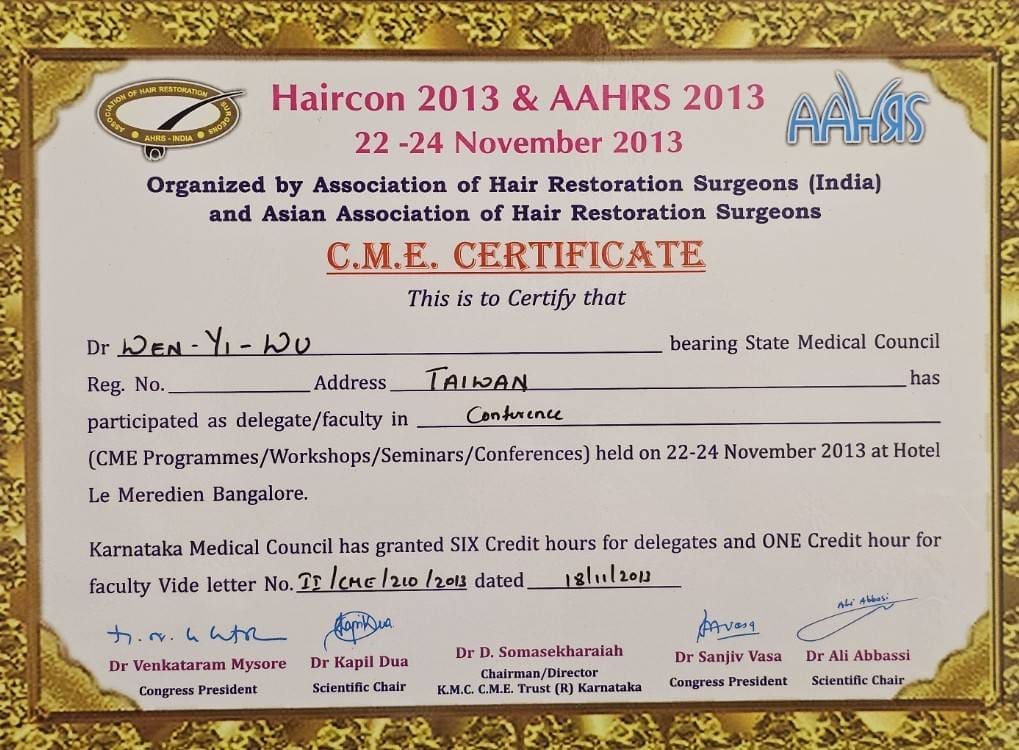 ASSOCIATION OF HAIR RESTORATION SURGEONS
AHRS - INDIA
AAHRS
Haircon 2013 & AAHRS 2013
22 -24 November 2013
Organized by Association of Hair Restoration Surgeons (India)
and Asian Association of Hair Restoration Surgeons
C.M.E. CERTIFICATE
This is to Certify that
Dr WEN - YI - WU bearing State Medical Council
Reg. No. Address TAIWAN has
participated as delegate/faculty in Conference
(CME Programmes/Workshops/Seminars/Conferences) held on 22-24 November 2013 at Hotel
Le Meredien Bangalore.
Karnataka Medical Council has granted SIX Credit hours for delegates and ONE Credit hour for
faculty Vide letter No. II/CME/210/2013 dated 18/11/2013
KapilDua
Ali Abbasi
Dr Venkataram Mysore
Congress President
Dr Kapil Dua
Scientific Chair
Dr D. Somasekharaiah
Chairman/Director
K.M.C. C.M.E. Trust (R) Karnataka
Dr Sanjiv Vasa
Congress President
Dr Ali Abbassi
Scientific Chair